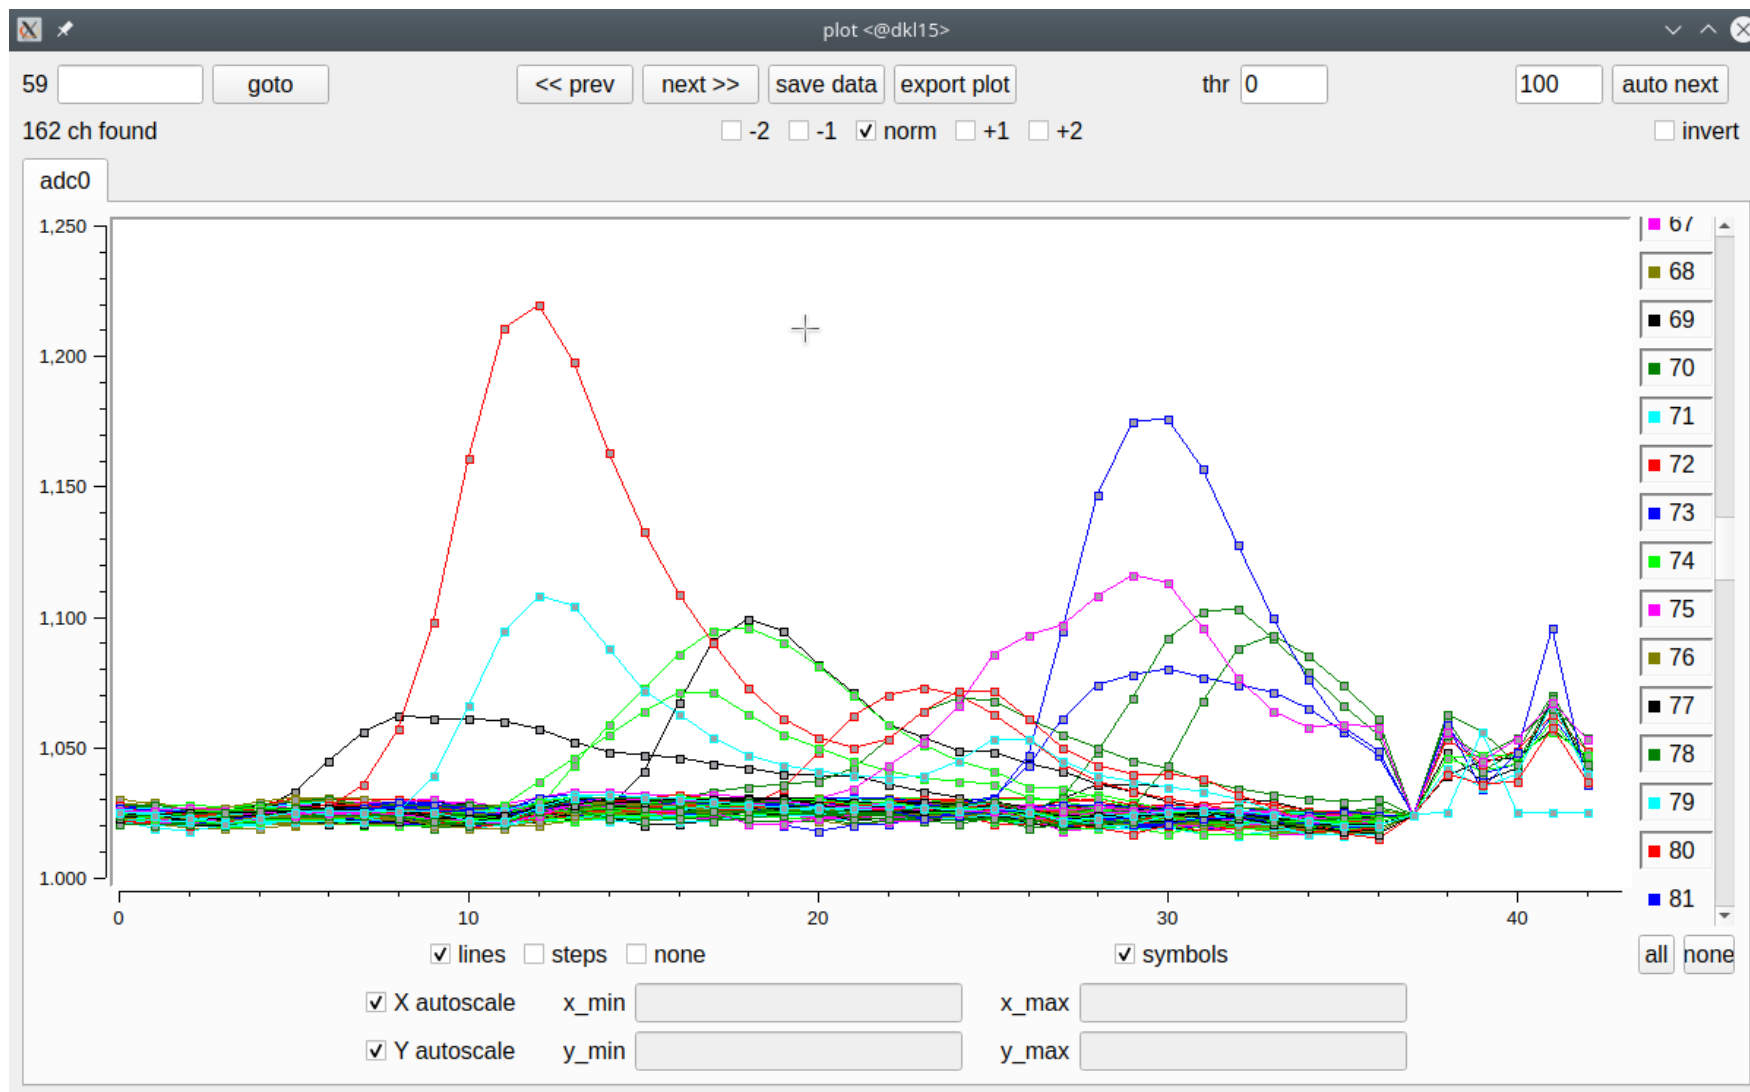 plot <@dkl15>
59 goto << prev next >> save data export plot thr 0 100 auto next
162 ch found -2 -1 norm +1 +2 invert
adc0
1,250
1,200
1,150
1,100
1,050
1.000
0 10 20 30 40
67
68
69
70
71
72
73
74
75
76
77
78
79
80
81
lines steps none symbols all none
X autoscale x_min x_max
Y autoscale y_min y_max